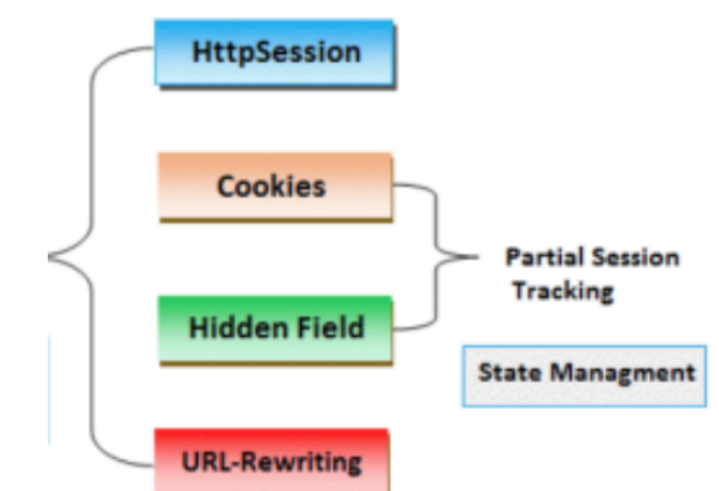 HttpSession
Cookies
Hidden Field
URL-Rewriting
Partial Session
Tracking
State Managment